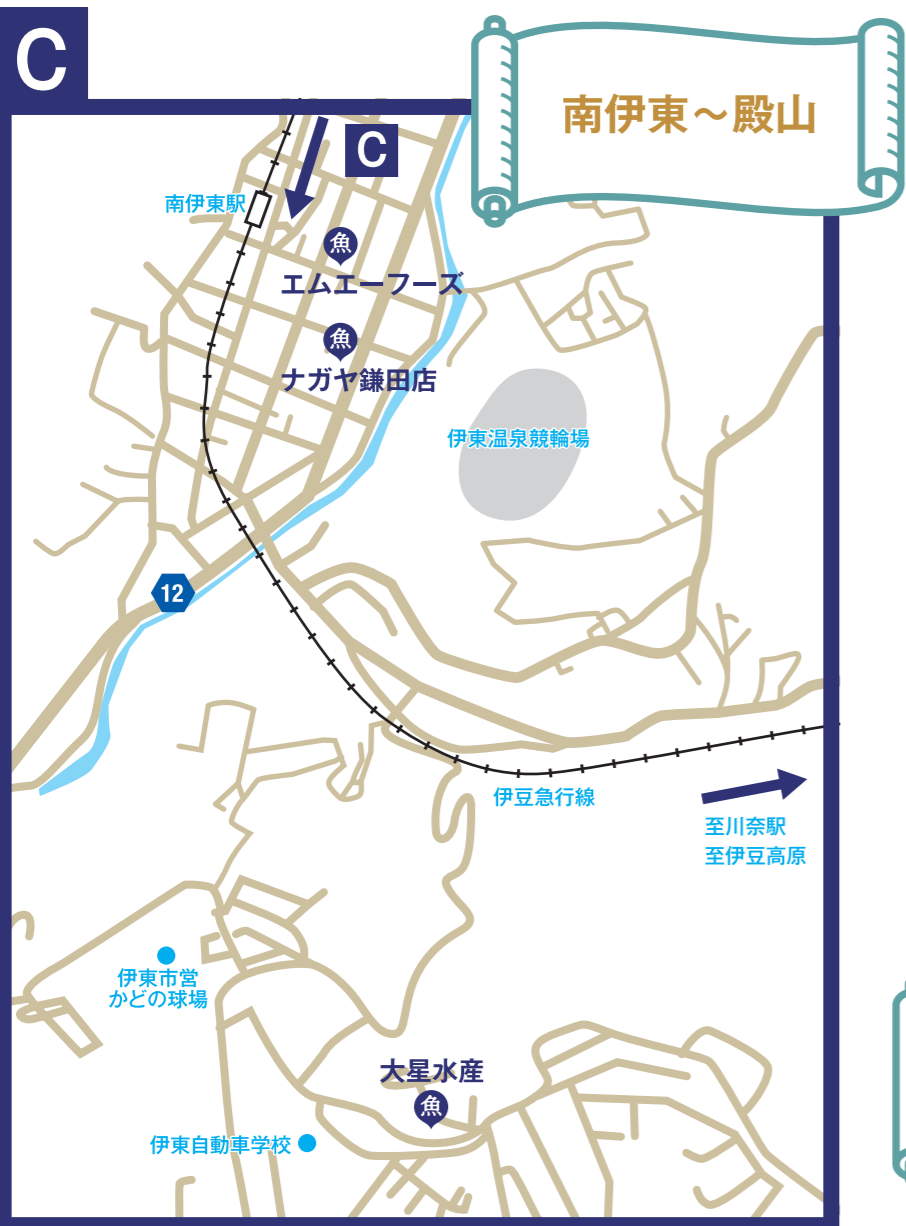 C
南伊東～殿山
C
南伊東駅
魚
エムエーフーズ
魚
ナガヤ鎌田店
伊東温泉競輪場
12
伊豆急行線
至川奈駅
至伊豆高原
伊東市営
かどの球場
大星水産
魚
伊東自動車学校